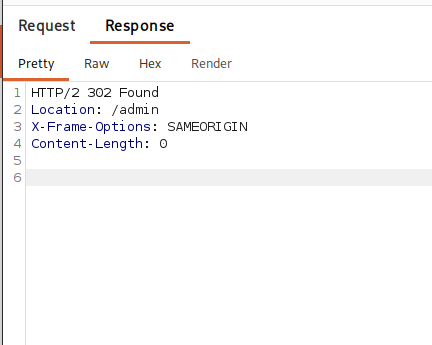 Request Response
Pretty Raw Hex Render
1 HTTP/2 302 Found
2 Location: /admin
3 X-Frame-Options: SAMEORIGIN
4 Content-Length: 0
5
6